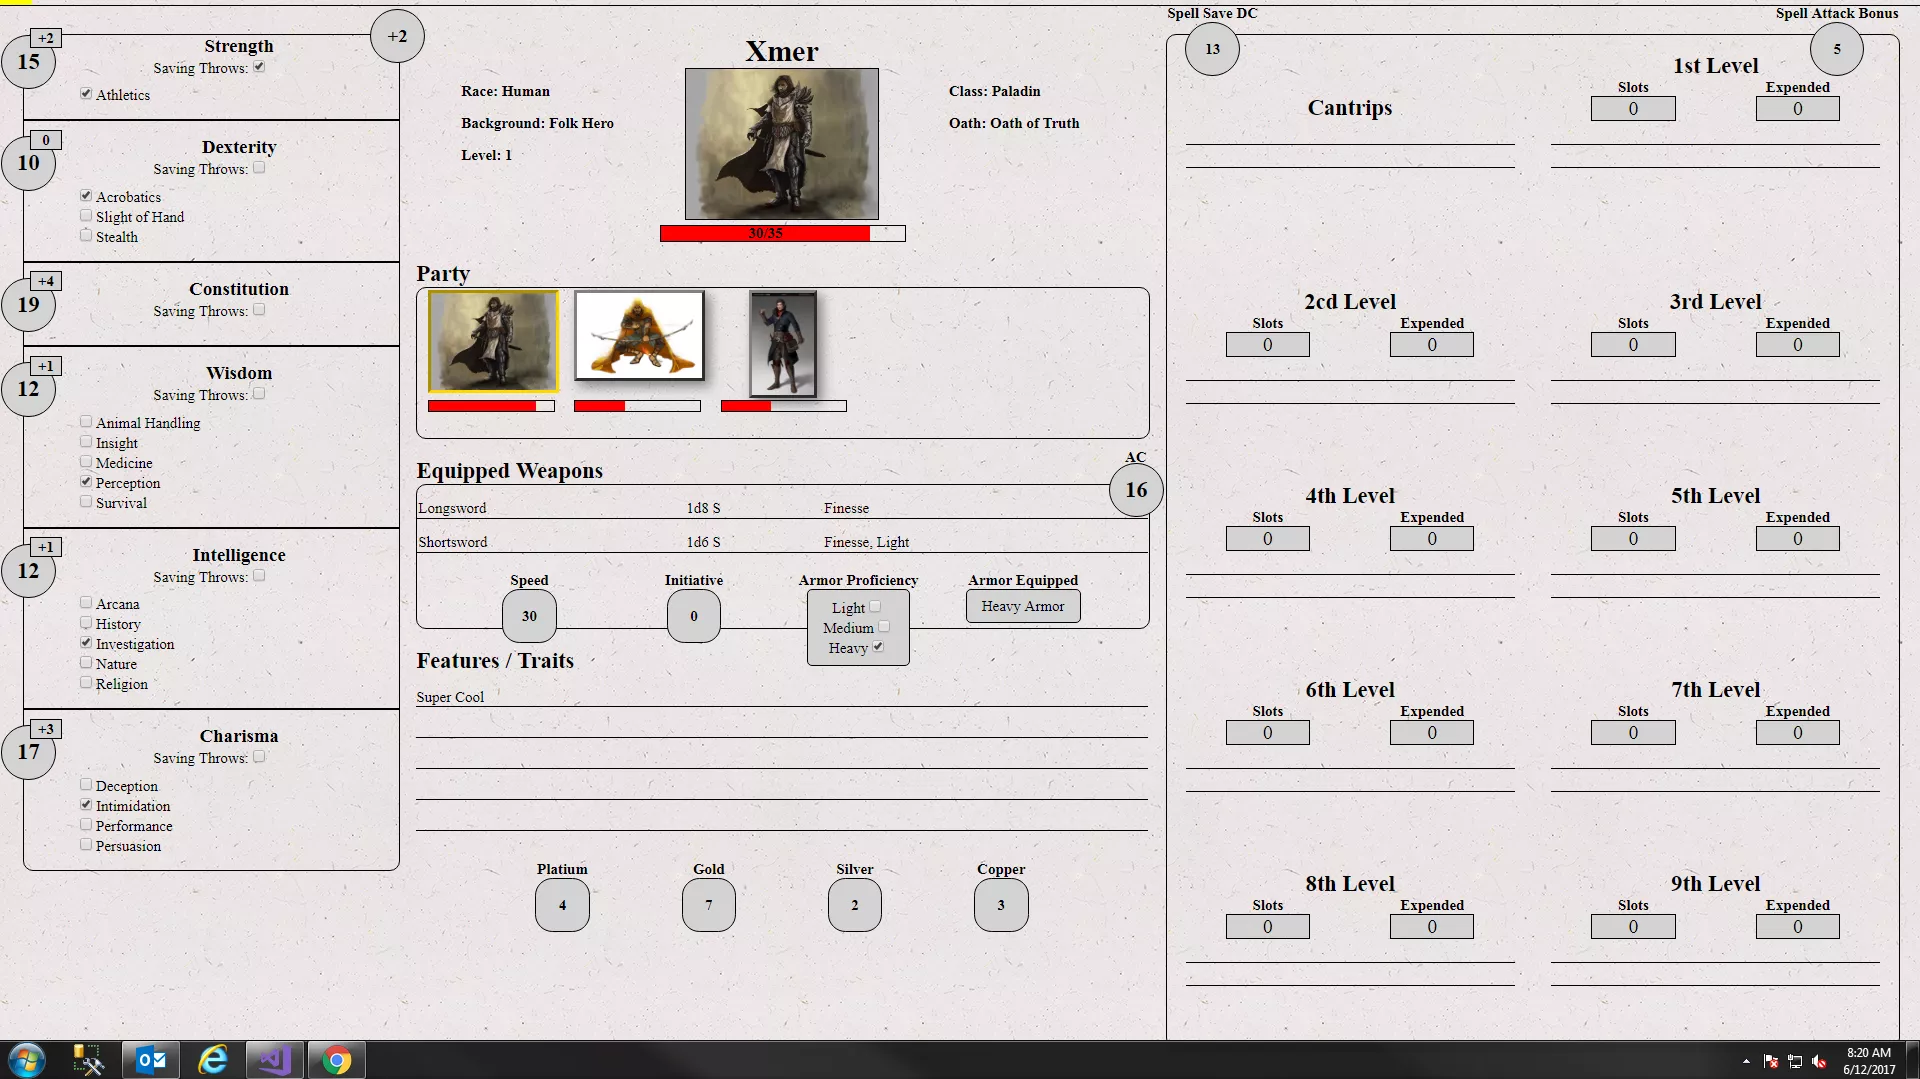 +2
15
Strength
Saving Throws:
Athletics
+2
0
10
Dexterity
Saving Throws:
Acrobatics
Slight of Hand
Stealth
+4
19
Constitution
Saving Throws:
+1
12
Wisdom
Saving Throws:
Animal Handling
Insight
Medicine
Perception
Survival
+1
12
Intelligence
Saving Throws:
Arcana
History
Investigation
Nature
Religion
+3
17
Charisma
Saving Throws:
Deception
Intimidation
Performance
Persuasion
Xmer
Race: Human
Background: Folk Hero
Level: 1
Class: Paladin
Oath: Oath of Truth
30/35
Party
Equipped Weapons
AC
16
Longsword 1d8 S Finesse
Shortsword 1d6 S Finesse, Light
Speed Initiative Armor Proficiency Armor Equipped
30 0
Light
Medium
Heavy
Heavy Armor
Features / Traits
Super Cool
Platium Gold Silver Copper
4 7 2 3
Spell Save DC
13
Spell Attack Bonus
5
Cantrips
1st Level
Slots Expended
0 0
2cd Level
Slots Expended
0 0
3rd Level
Slots Expended
0 0
4th Level
Slots Expended
0 0
5th Level
Slots Expended
0 0
6th Level
Slots Expended
0 0
7th Level
Slots Expended
0 0
8th Level
Slots Expended
0 0
9th Level
Slots Expended
0 0
8:20 AM
6/12/2017